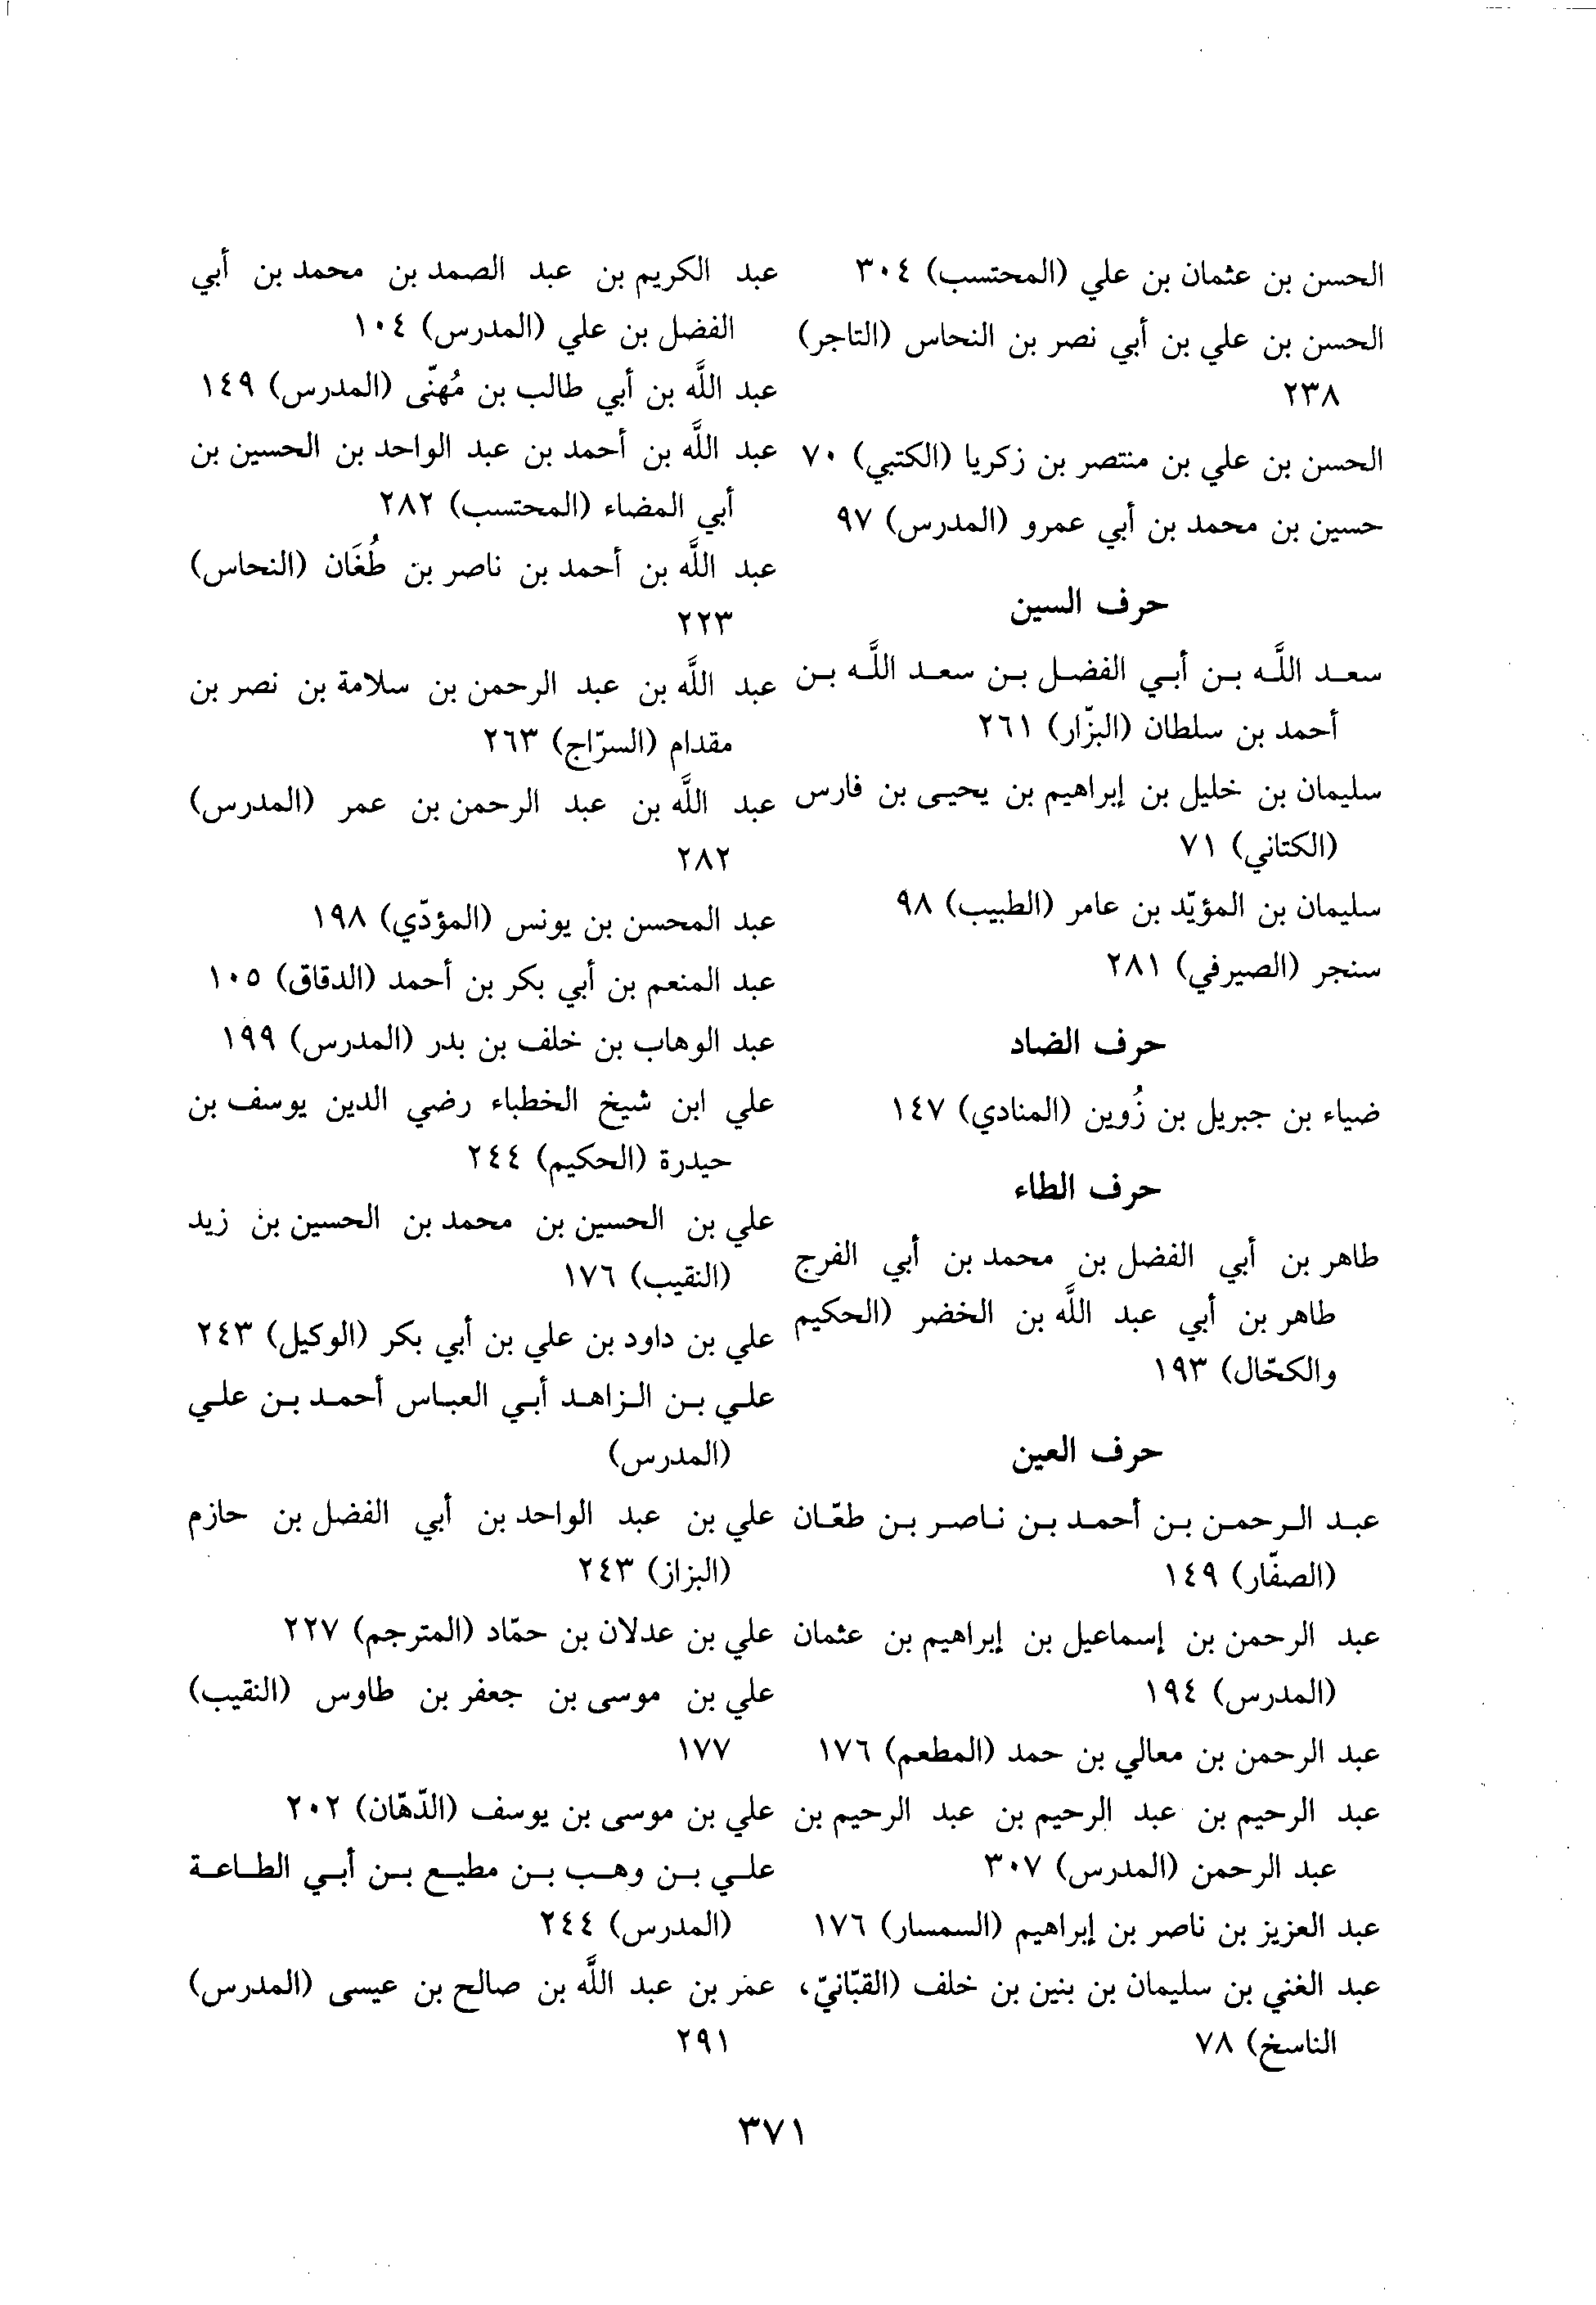 الحسن بن عثمان بن علي (المحتسب) ٣٠٤
الحسن بن علي بن أبي نصر بن النحاس (التاجر)
٢٣٨
الحسن بن علي بن منتصر بن زكريا (الكتبي) ٧٠
حسين بن محمد بن أبي عمرو (المدرس) ٩٧
حرف السين
سعد اللَّه بن أبي الفضل بن سعد اللَّه بن
أحمد بن سلطان (البزّار) ٢٦١
سليمان بن خليل بن إبراهيم بن يحيى بن فارس
(الكتاني) ٧١
سليمان بن المؤيّد بن عامر (الطبيب) ٩٨
سنجر (الصيرفي) ٢٨١
حرف الضاد
ضياء بن جبريل بن زُوين (المنادي) ١٤٧
حرف الطاء
طاهر بن أبي الفضل بن محمد بن أبي الفرج
طاهر بن أبي عبد اللَّه بن الخضر (الحكيم
والكحّال) ١٩٣
حرف العين
عبد الرحمن بن أحمد بن ناصر بن طعّان
(الصفّار) ١٤٩
عبد الرحمن بن إسماعيل بن إبراهيم بن عثمان
(المدرس) ١٩٤
عبد الرحمن بن معالي بن حمد (المطعم) ١٧٦
عبد الرحيم بن عبد الرحيم بن عبد الرحيم بن
عبد الرحمن (المدرس) ٣٠٧
عبد العزيز بن ناصر بن إبراهيم (السمسار) ١٧٦
عبد الغني بن سليمان بن بنين بن خلف (القبّانيّ،
الناسخ) ٧٨
عبد الكريم بن عبد الصمد بن محمد بن أبي
الفضل بن علي (المدرس) ١٠٤
عبد اللَّه بن أبي طالب بن مُهنّى (المدرس) ١٤٩
عبد اللَّه بن أحمد بن عبد الواحد بن الحسين بن
أبي المضاء (المحتسب) ٢٨٢
عبد اللَّه بن أحمد بن ناصر بن طُغَان (النحاس)
٢٢٣
عبد اللَّه بن عبد الرحمن بن سلامة بن نصر بن
مقدام (السرّاج) ٢٦٣
عبد اللَّه بن عبد الرحمن بن عمر (المدرس)
٢٨٢
عبد المحسن بن يونس (المؤدّي) ١٩٨
عبد المنعم بن أبي بكر بن أحمد (الدقاق) ١٠٥
عبد الوهاب بن خلف بن بدر (المدرس) ١٩٩
علي ابن شيخ الخطباء رضي الدين يوسف بن
حيدرة (الحكيم) ٢٤٤
علي بن الحسين بن محمد بن الحسين بن زيد
(النقيب) ١٧٦
علي بن داود بن علي بن أبي بكر (الوكيل) ٢٤٣
علي بن الزاهد أبي العباس أحمد بن علي
(المدرس)
علي بن عبد الواحد بن أبي الفضل بن حازم
(البزاز) ٢٤٣
علي بن عدلان بن حمّاد (المترجم) ٢٢٧
علي بن موسى بن جعفر بن طاوس (النقيب)
١٧٧
علي بن موسى بن يوسف (الدّهّان) ٢٠٢
علي بن وهب بن مطيع بن أبي الطاعة
(المدرس) ٢٤٤
عمر بن عبد اللَّه بن صالح بن عيسى (المدرس)
٢٩١
٣٧١